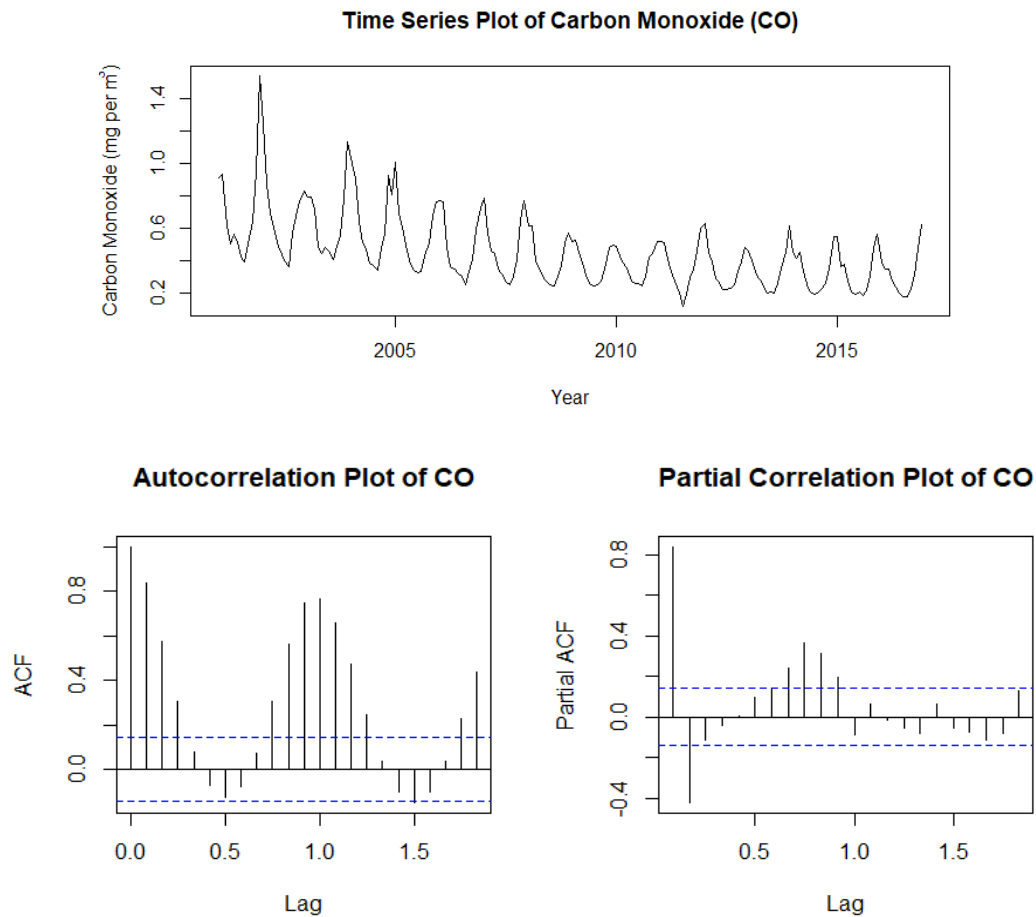 Time Series Plot of Carbon Monoxide (CO)
Carbon Monoxide (mg per m³)
1.4
1.0
0.6
0.2
2005
2010
2015
Year
Autocorrelation Plot of CO
ACF
0.8
0.4
0.0
0.0
0.5
1.0
1.5
Lag
Partial Correlation Plot of CO
Partial ACF
0.8
0.4
0.0
-0.4
0.5
1.0
1.5
Lag